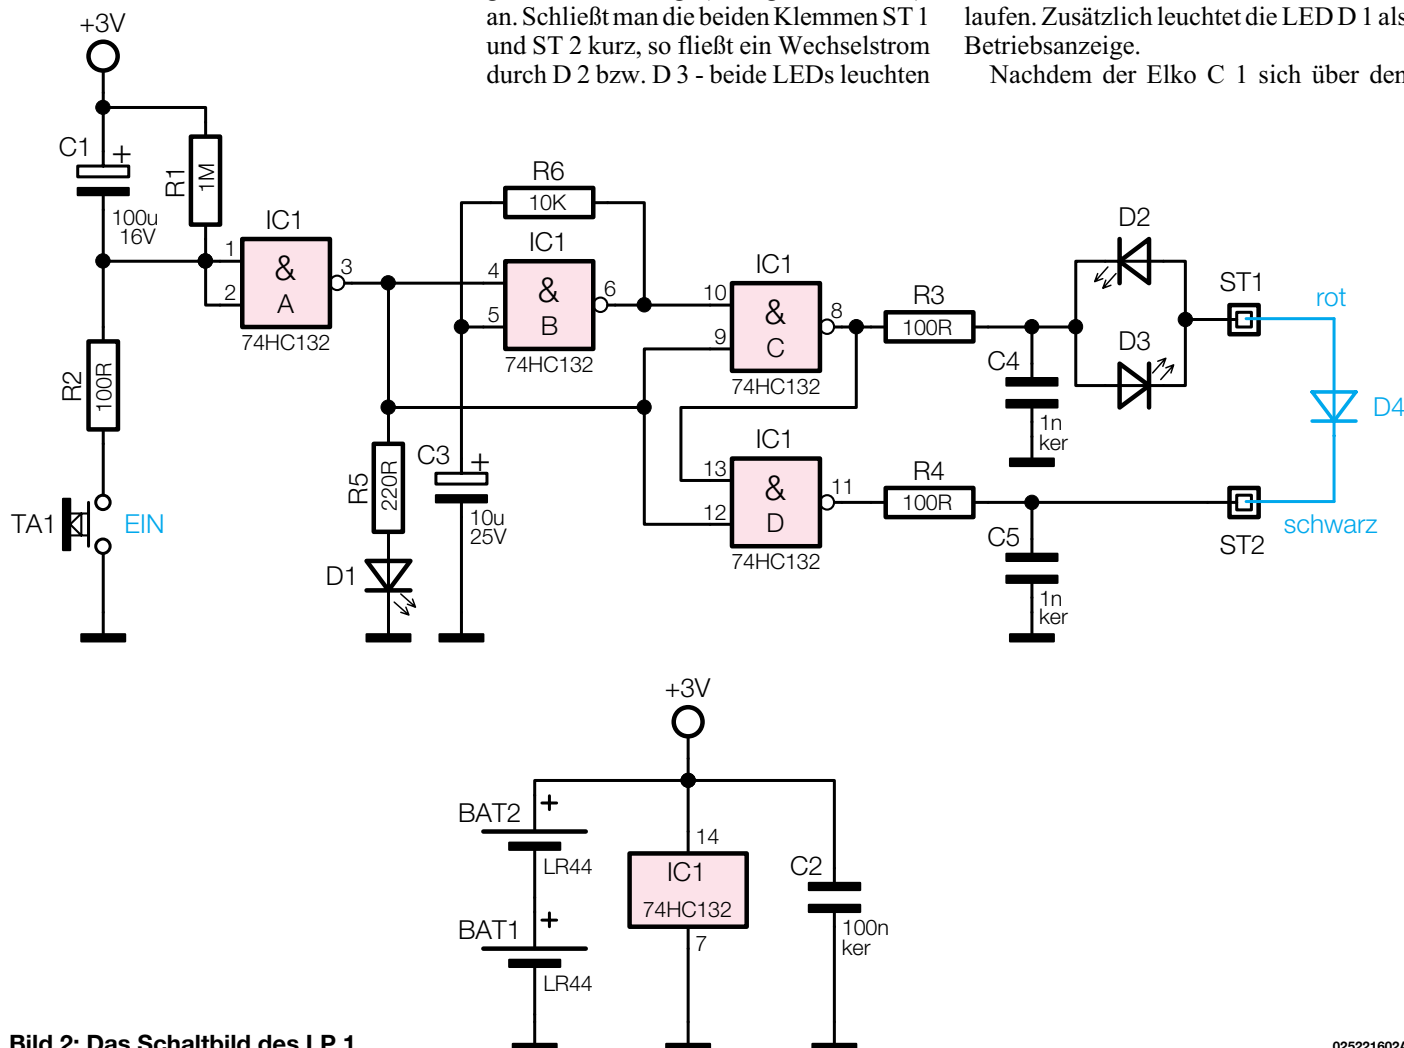 an. Schließt man die beiden Klemmen ST 1
und ST 2 kurz, so fließt ein Wechselstrom
durch D 2 bzw. D 3 - beide LEDs leuchten
laufen. Zusätzlich leuchtet die LED D 1 als
Betriebsanzeige.
Nachdem der Elko C 1 sich über den
+3V
C1
+
100u
16V
R1
1M
R2
100R
TA1
EIN
IC1
&
A
1
2
3
74HC132
R5
220R
D1
C3
+
10u
25V
R6
10K
IC1
&
B
4
5
6
74HC132
IC1
&
C
10
9
8
74HC132
IC1
&
D
13
12
11
74HC132
R3
100R
R4
100R
C4
1n
ker
C5
1n
ker
D2
D3
ST1
rot
D4
schwarz
ST2
+3V
BAT2
+
LR44
BAT1
+
LR44
14
IC1
74HC132
7
C2
100n
ker
Bild 2: Das Schaltbild des LP 1
025221602A